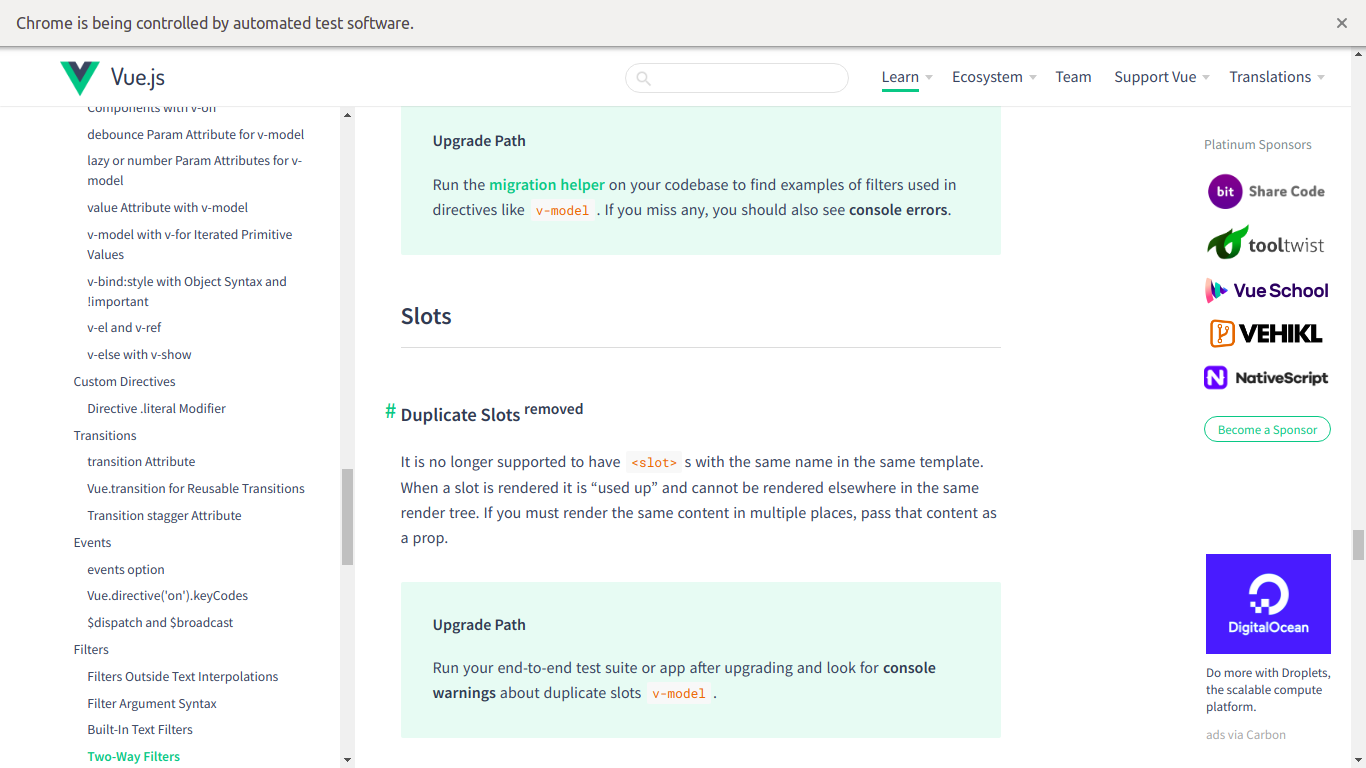 Chrome is being controlled by automated test software.
Vue.js
Learn
Ecosystem
Team
Support Vue
Translations
Components with v-on
debounce Param Attribute for v-model
lazy or number Param Attributes for v-
model
value Attribute with v-model
v-model with v-for Iterated Primitive
Values
v-bind:style with Object Syntax and
!important
v-el and v-ref
v-else with v-show
Custom Directives
Directive .literal Modifier
Transitions
transition Attribute
Vue.transition for Reusable Transitions
Transition stagger Attribute
Events
events option
Vue.directive('on').keyCodes
$dispatch and $broadcast
Filters
Filters Outside Text Interpolations
Filter Argument Syntax
Built-In Text Filters
Two-Way Filters
Upgrade Path
Run the migration helper on your codebase to find examples of filters used in
directives like v-model. If you miss any, you should also see console errors.
Slots
# Duplicate Slots removed
It is no longer supported to have <slot> s with the same name in the same template.
When a slot is rendered it is “used up” and cannot be rendered elsewhere in the same
render tree. If you must render the same content in multiple places, pass that content as
a prop.
Upgrade Path
Run your end-to-end test suite or app after upgrading and look for console
warnings about duplicate slots v-model.
Platinum Sponsors
bit Share Code
tooltwist
Vue School
VEHIKL
NativeScript
Become a Sponsor
DigitalOcean
Do more with Droplets,
the scalable compute
platform.
ads via Carbon